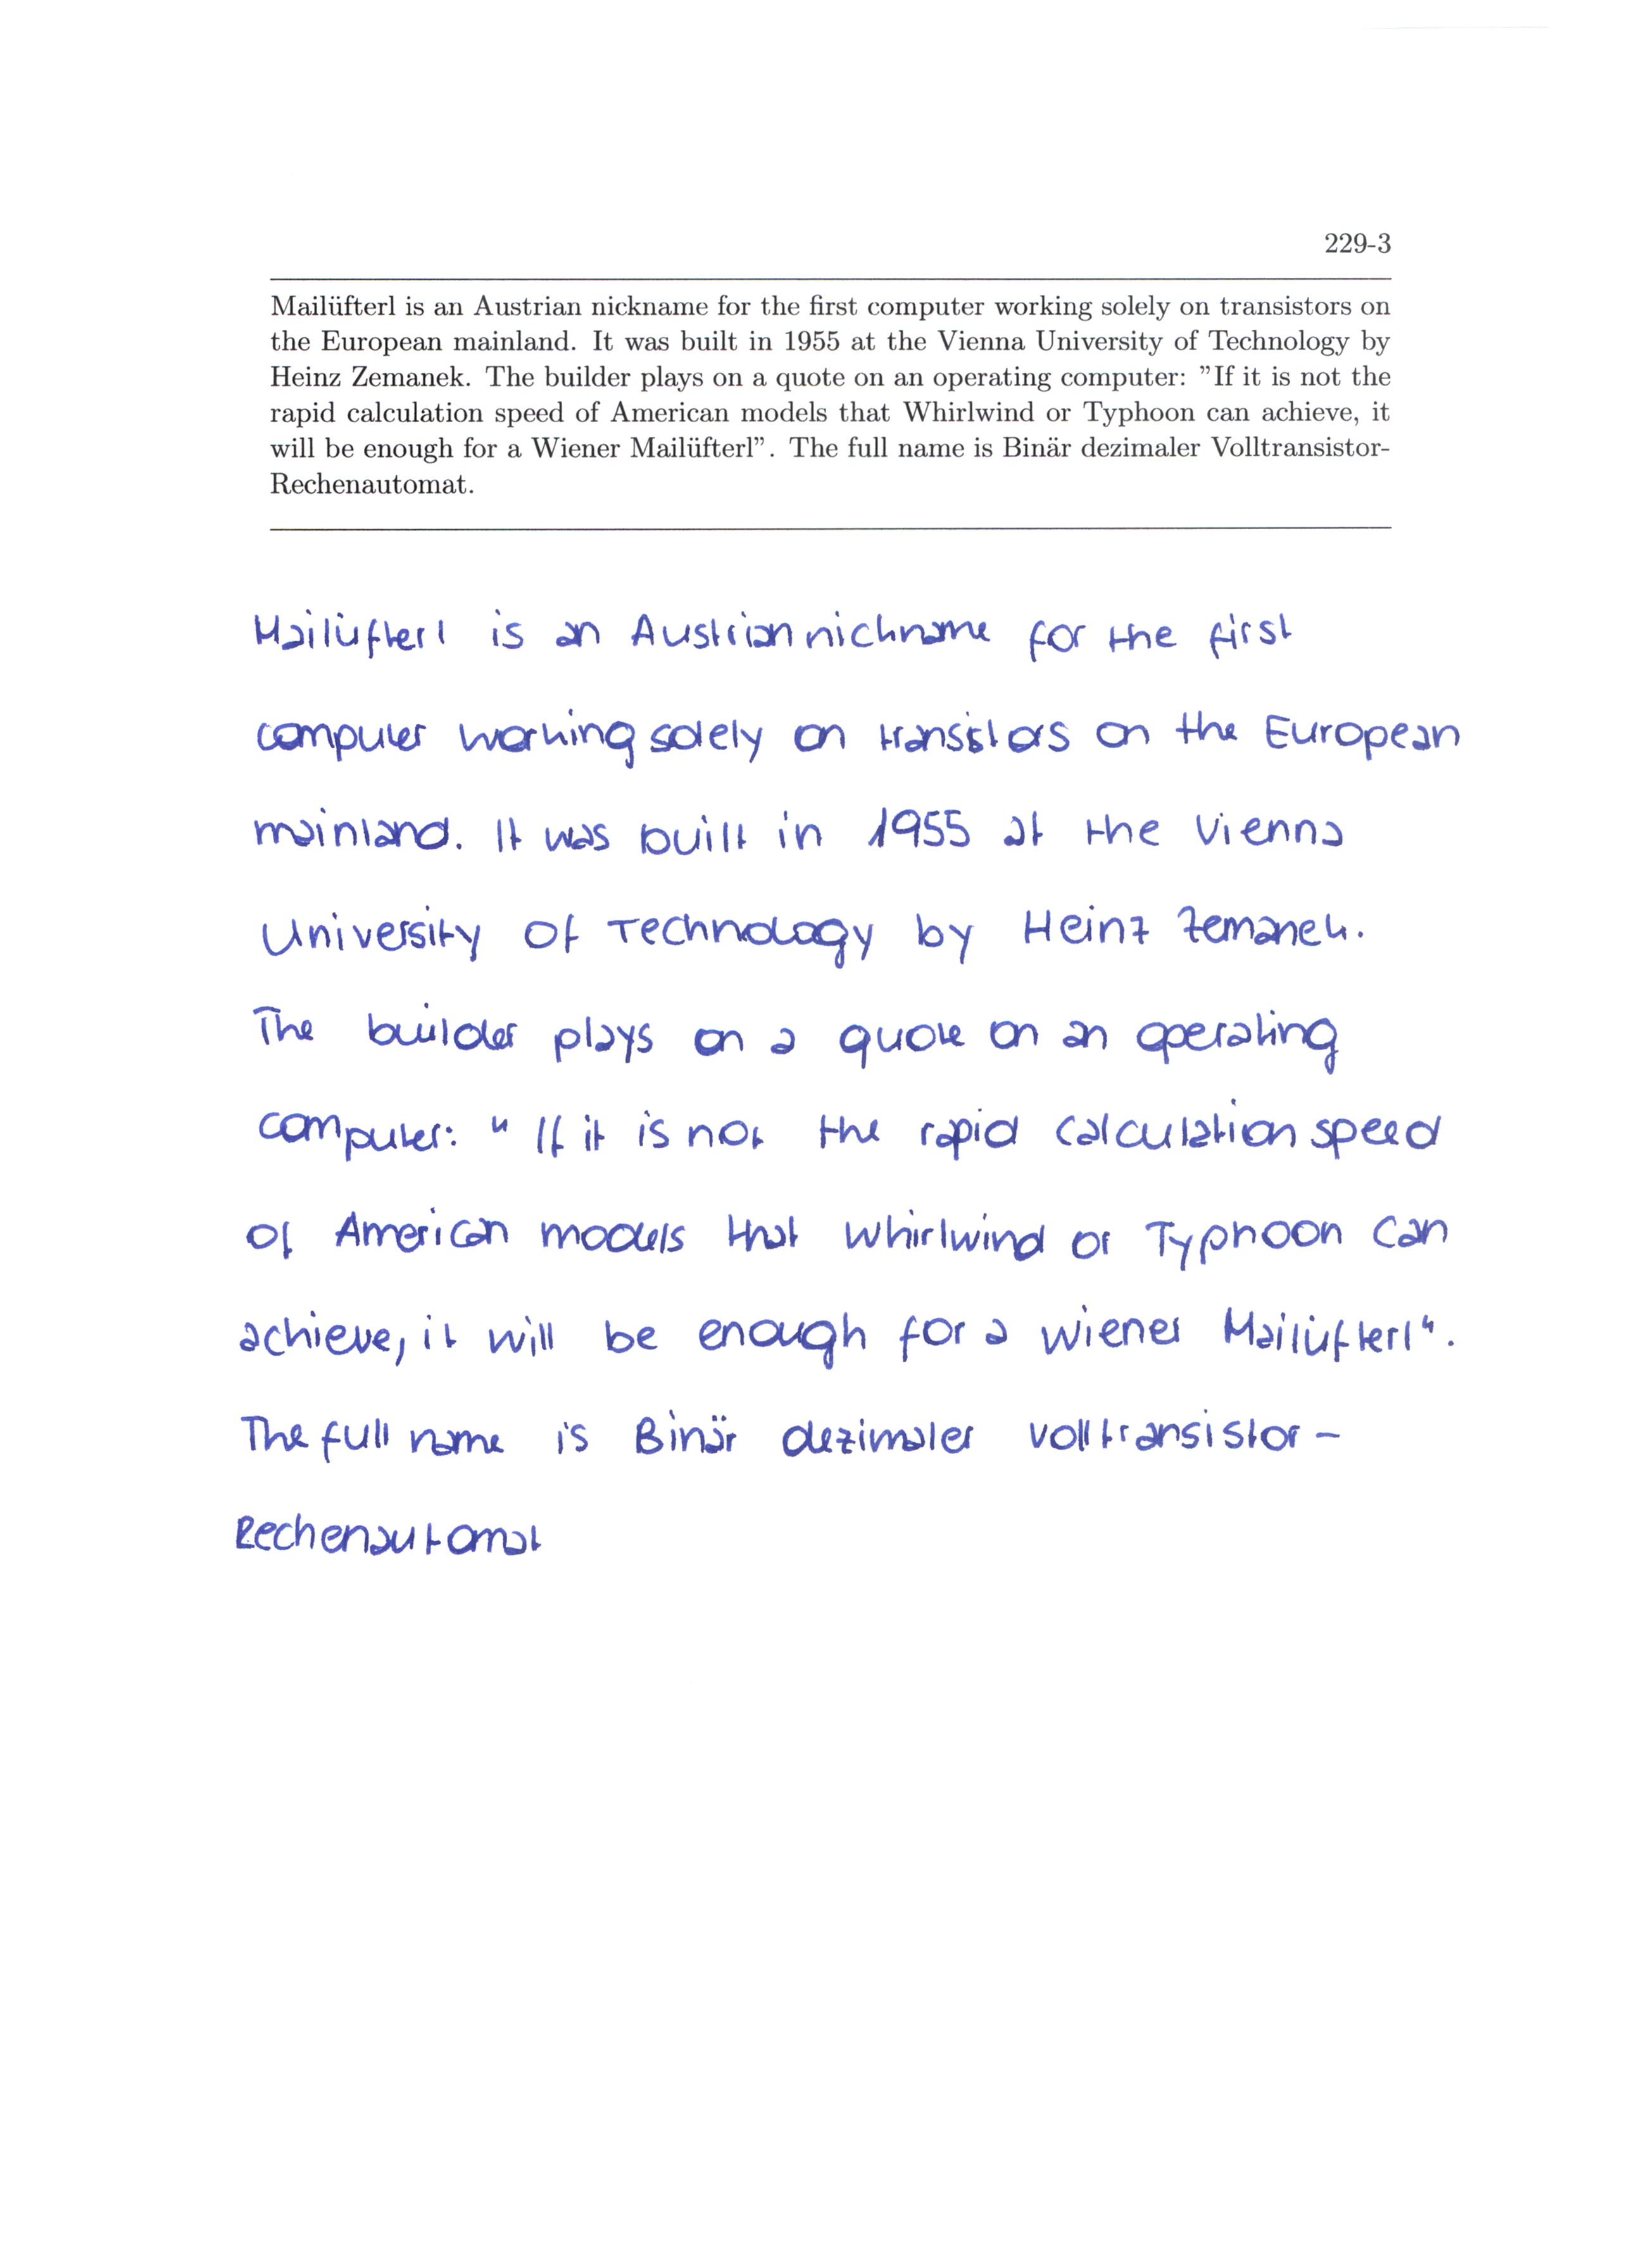 229-3
Mailüfterl is an Austrian nickname for the first computer working solely on transistors on
the European mainland. It was built in 1955 at the Vienna University of Technology by
Heinz Zemanek. The builder plays on a quote on an operating computer: "If it is not the
rapid calculation speed of American models that Whirlwind or Typhoon can achieve, it
will be enough for a Wiener Mailüfterl". The full name is Binär dezimaler Volltransistor-
Rechenautomat.
Mailüfterl is an Austrian nickname for the first
computer working solely on transistors on the European
mainland. It was built in 1955 at the Vienna
University of Technology by Heinz Zemanek.
The builder plays on a quote on an operating
computer: "If it is not the rapid calculation speed
of American models that Whirlwind or Typhoon can
achieve, it will be enough for a Wiener Mailüfterl".
The full name is Binär dezimaler Volltransistor-
Rechenautomat